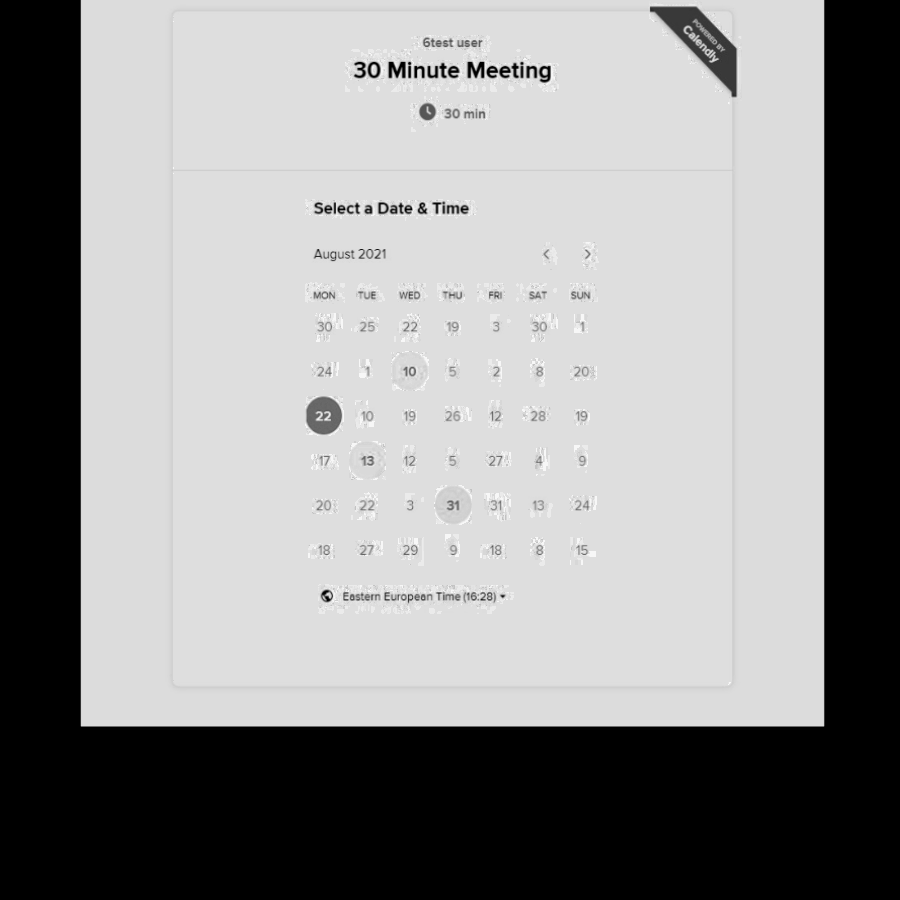 POWERED BY
Calendly
6test user
30 Minute Meeting
30 min
Select a Date & Time
August 2021
MON TUE WED THU FRI SAT SUN
30 25 22 19 3 30 1
24 1 10 5 2 8 20
22 10 19 26 12 28 19
17 13 12 5 27 4 9
20 22 3 31 31 13 24
18 27 29 9 18 8 15
Eastern European Time (16:28)